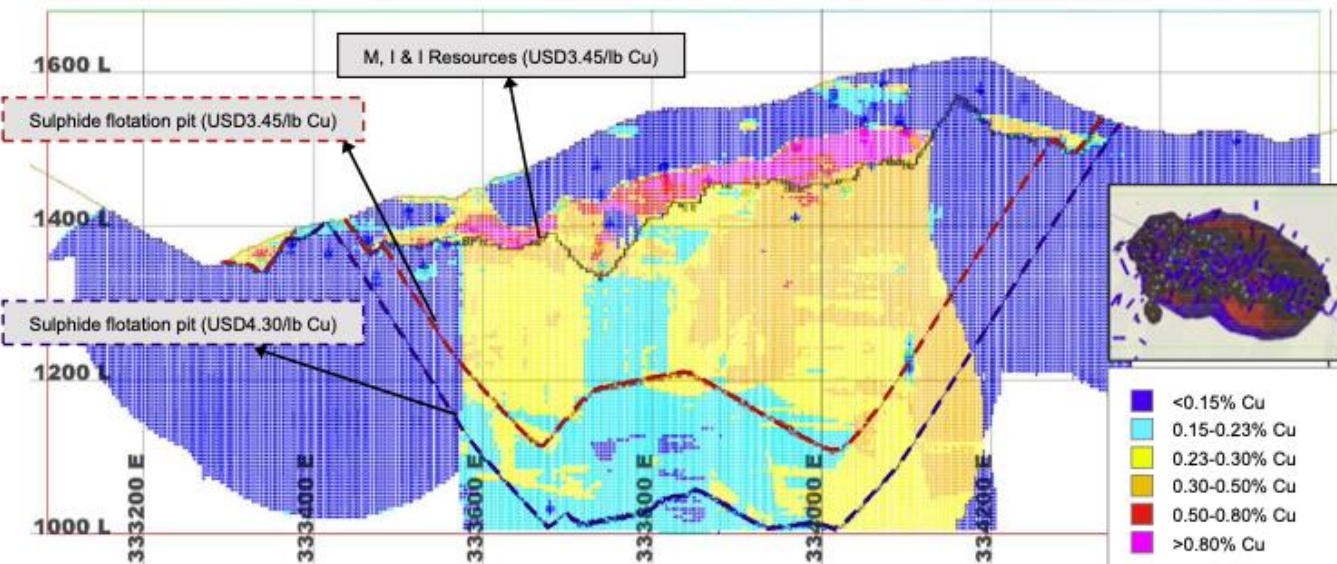 M, I & I Resources (USD3.45/lb Cu)
1600 L
Sulphide flotation pit (USD3.45/lb Cu)
1400 L
Sulphide flotation pit (USD4.30/lb Cu)
1200 L
1000 L
333200 E
333400 E
333600 E
333800 E
334000 E
334200 E
<0.15% Cu
0.15-0.23% Cu
0.23-0.30% Cu
0.30-0.50% Cu
0.50-0.80% Cu
>0.80% Cu